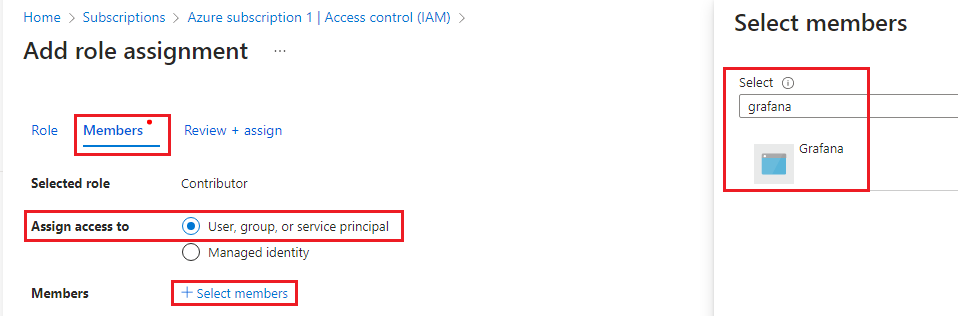 Home > Subscriptions > Azure subscription 1 | Access control (IAM) >
Add role assignment ...
Role Members Review + assign
Selected role Contributor
Assign access to User, group, or service principal
Managed identity
Members + Select members
Select members
Select
grafana
Grafana